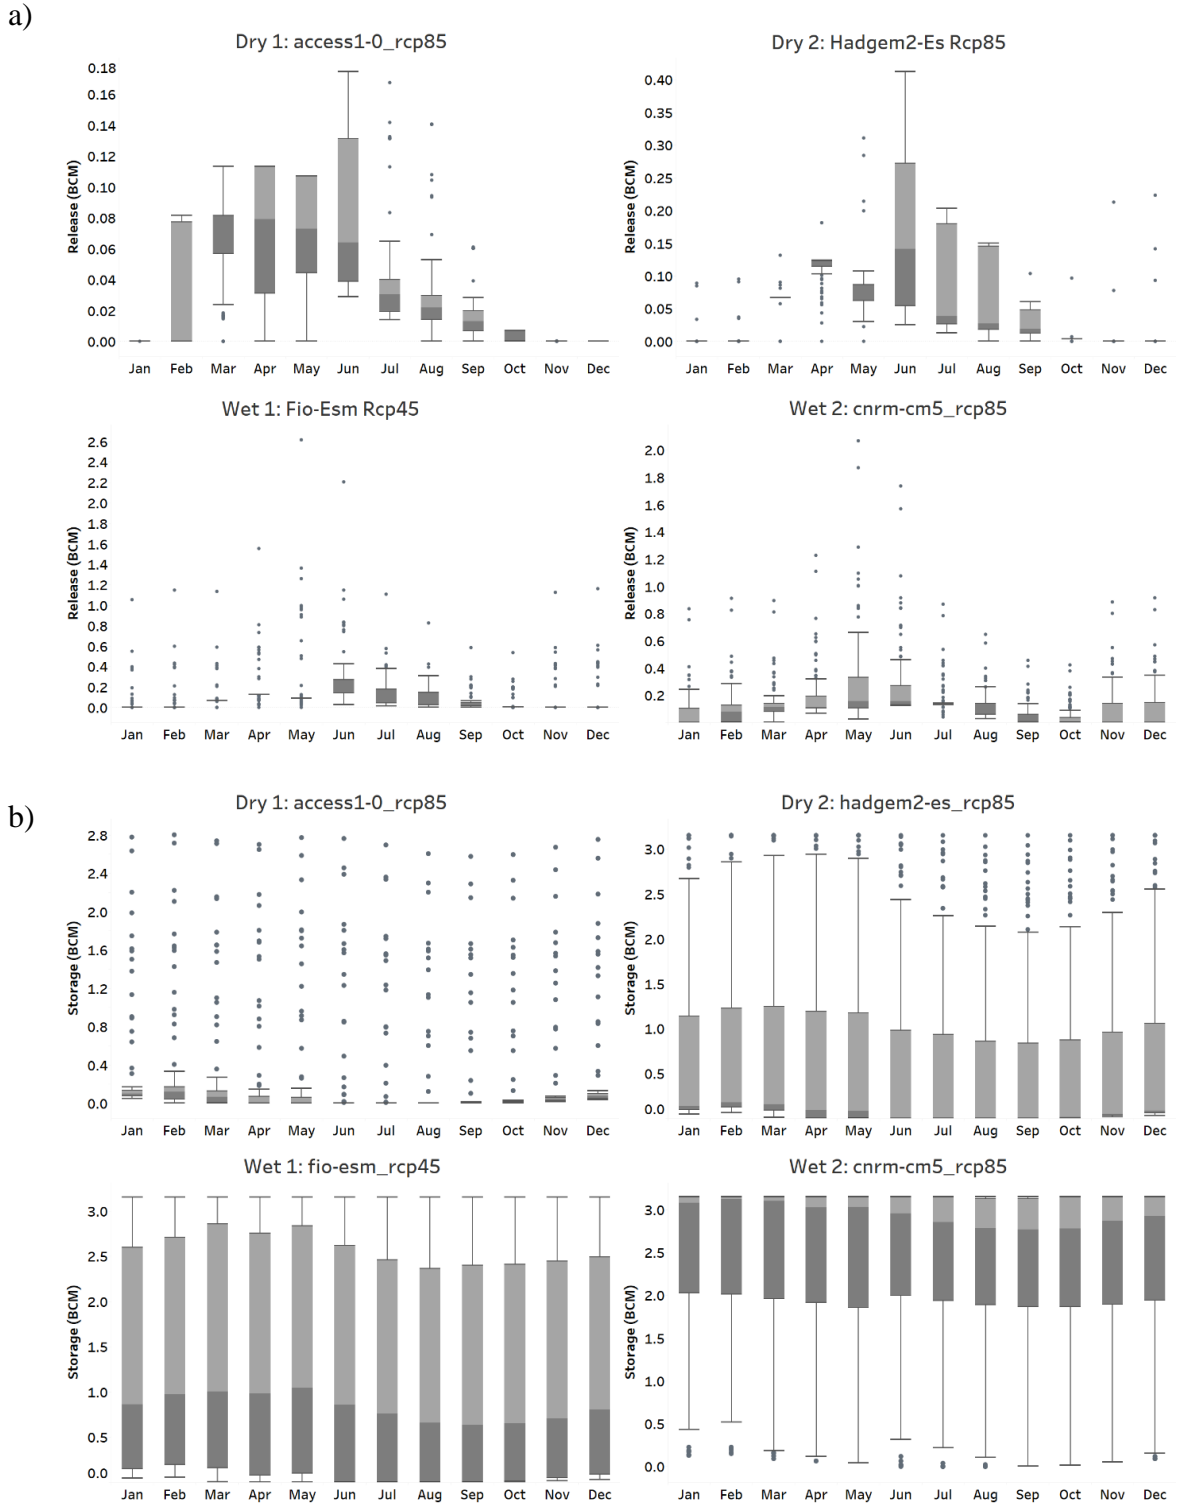 a)
Dry 1: access1-0_rcp85
Dry 2: Hadgem2-Es Rcp85
Release (BCM)
0.18
0.16
0.14
0.12
0.10
0.08
0.06
0.04
0.02
0.00
Jan Feb Mar Apr May Jun Jul Aug Sep Oct Nov Dec
Release (BCM)
0.40
0.35
0.30
0.25
0.20
0.15
0.10
0.05
0.00
Jan Feb Mar Apr May Jun Jul Aug Sep Oct Nov Dec
Wet 1: Fio-Esm Rcp45
Wet 2: cnrm-cm5_rcp85
Release (BCM)
2.6
2.4
2.2
2.0
1.8
1.6
1.4
1.2
1.0
0.8
0.6
0.4
0.2
0.0
Jan Feb Mar Apr May Jun Jul Aug Sep Oct Nov Dec
Release (BCM)
2.0
1.8
1.6
1.4
1.2
1.0
0.8
0.6
0.4
0.2
Jan Feb Mar Apr May Jun Jul Aug Sep Oct Nov Dec
b)
Dry 1: access1-0_rcp85
Dry 2: hadgem2-es_rcp85
Storage (BCM)
2.8
2.4
2.0
1.6
1.2
0.8
0.4
0.0
Jan Feb Mar Apr May Jun Jul Aug Sep Oct Nov Dec
Storage (BCM)
3.0
2.5
2.0
1.5
1.0
0.5
0.0
Jan Feb Mar Apr May Jun Jul Aug Sep Oct Nov Dec
Wet 1: fio-esm_rcp45
Wet 2: cnrm-cm5_rcp85
Storage (BCM)
3.0
2.5
2.0
1.5
1.0
0.5
0.0
Jan Feb Mar Apr May Jun Jul Aug Sep Oct Nov Dec
Storage (BCM)
3.0
2.5
2.0
1.5
1.0
0.5
0.0
Jan Feb Mar Apr May Jun Jul Aug Sep Oct Nov Dec